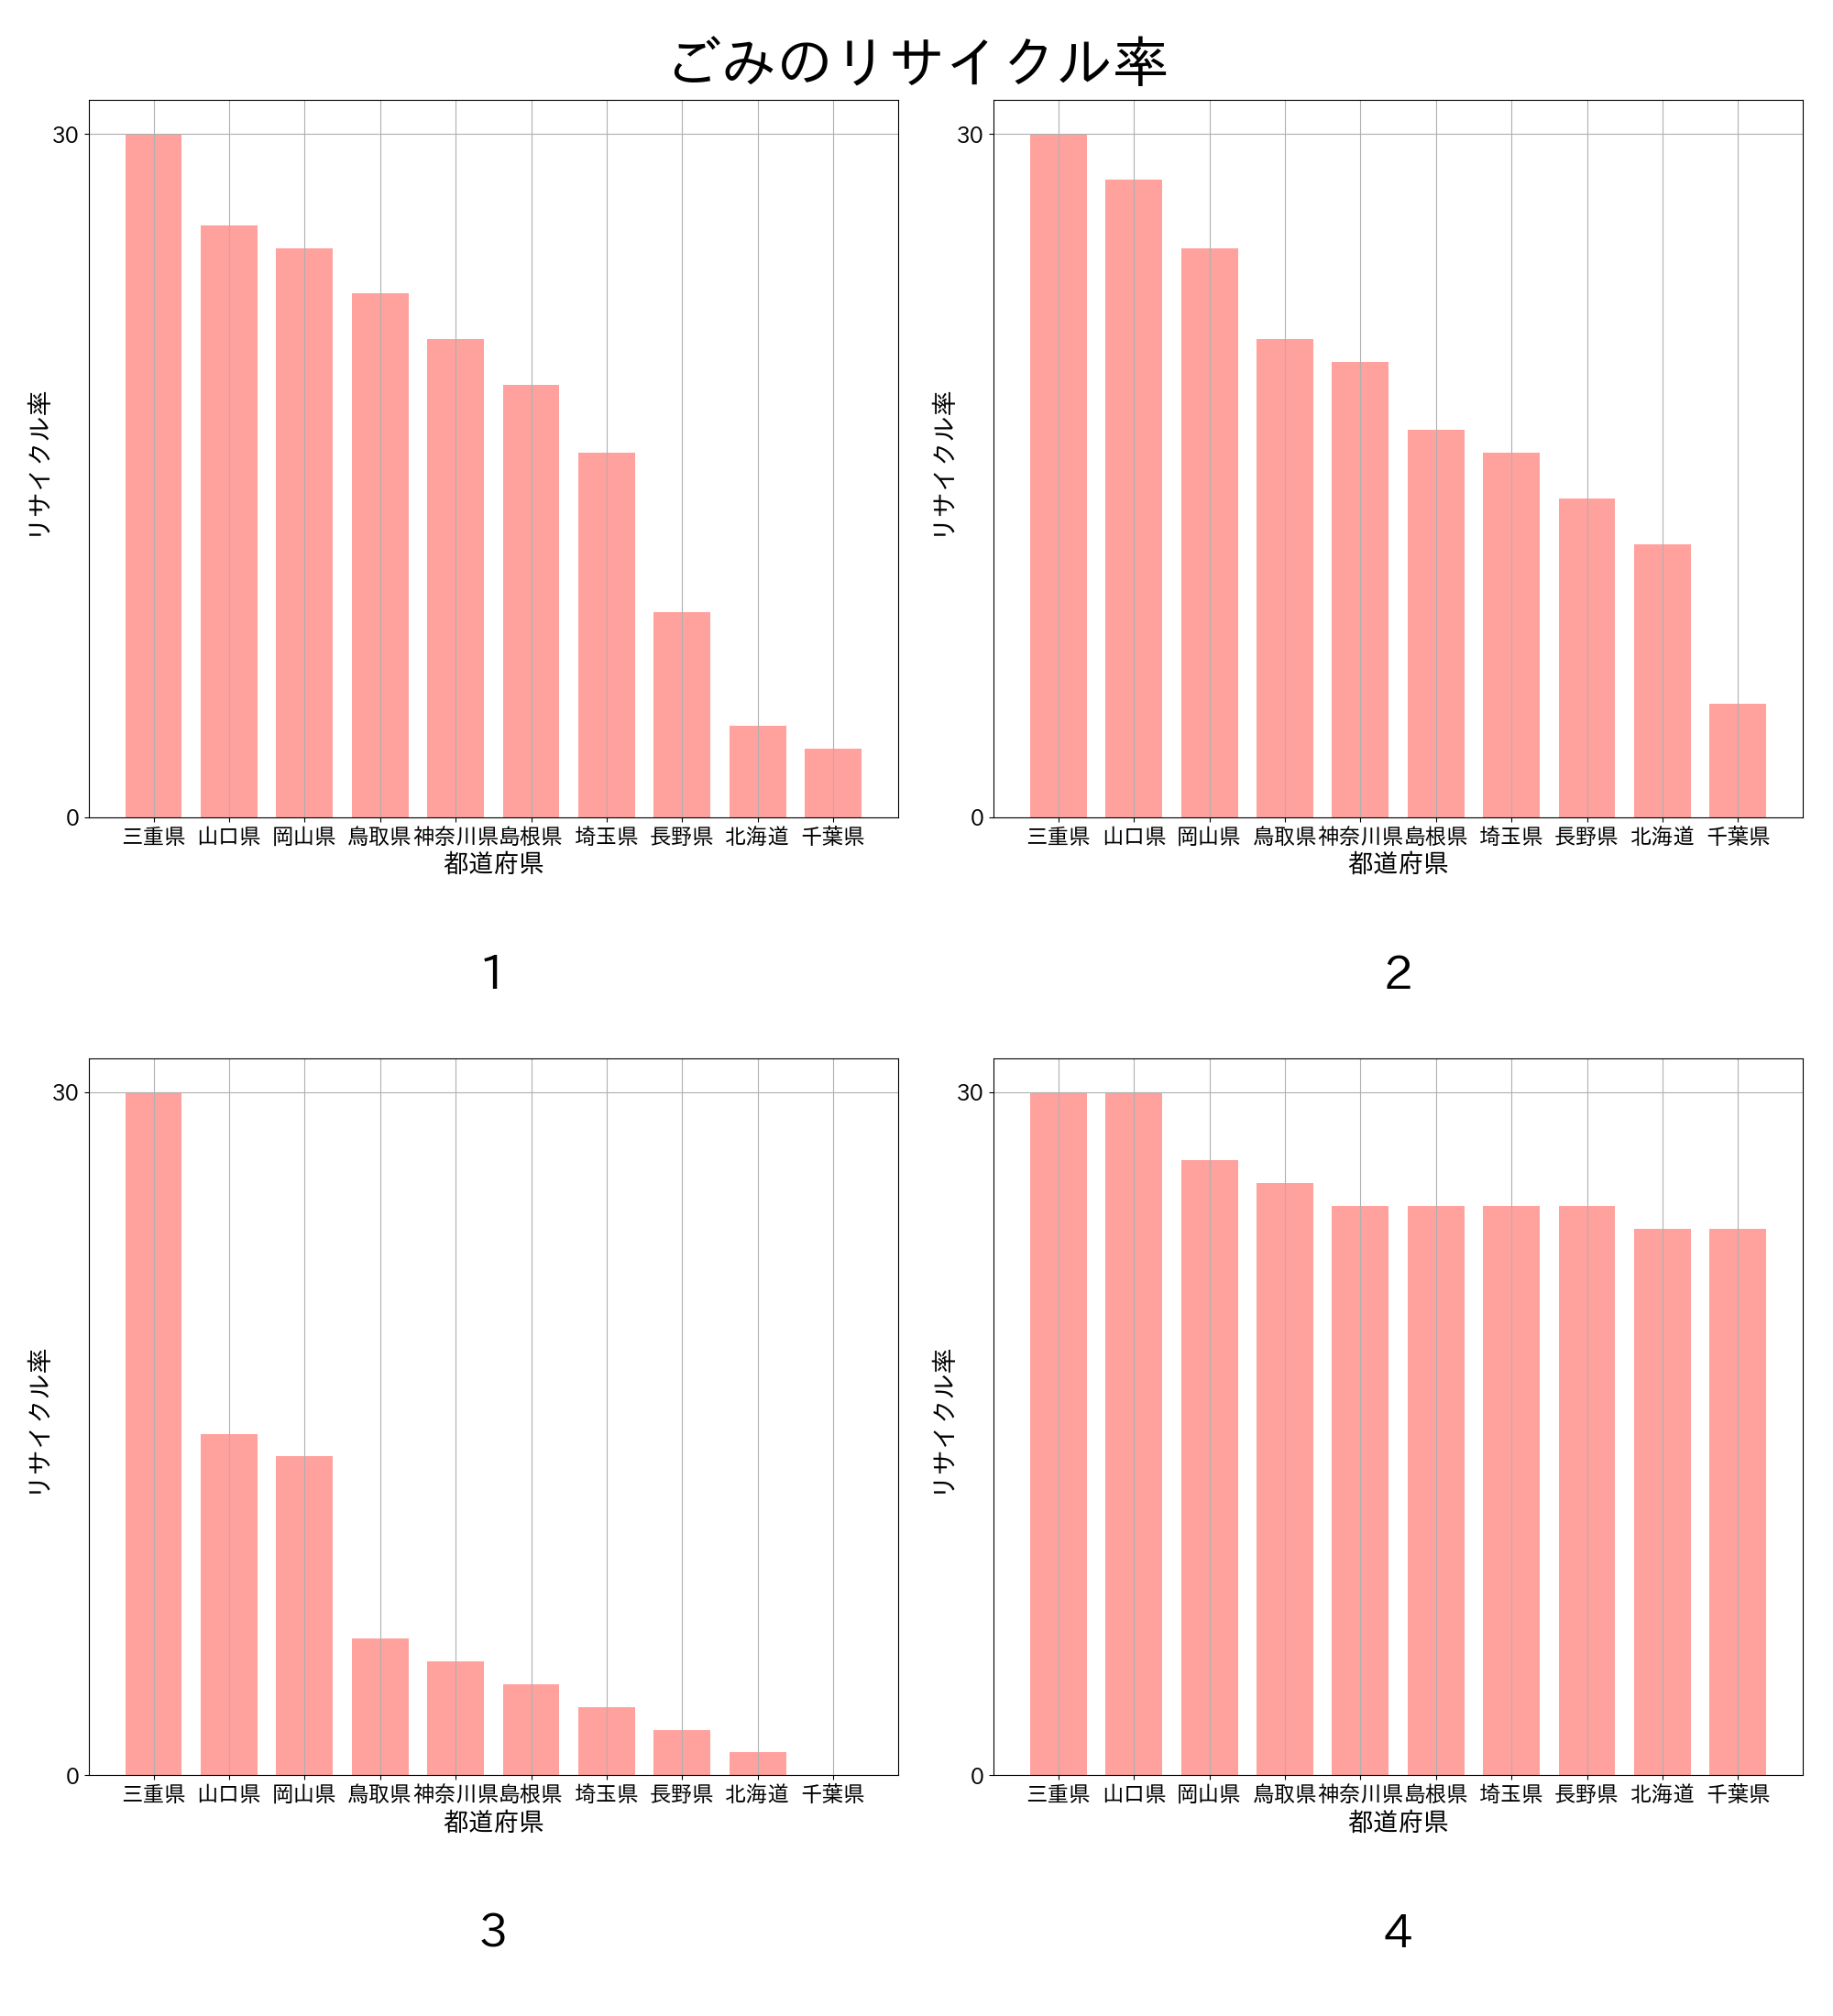 ごみのリサイクル率
30
0
リサイクル率
三重県 山口県 岡山県 鳥取県 神奈川県 島根県 埼玉県 長野県 北海道 千葉県
都道府県
1
30
0
リサイクル率
三重県 山口県 岡山県 鳥取県 神奈川県 島根県 埼玉県 長野県 北海道 千葉県
都道府県
2
30
0
リサイクル率
三重県 山口県 岡山県 鳥取県 神奈川県 島根県 埼玉県 長野県 北海道 千葉県
都道府県
3
30
0
リサイクル率
三重県 山口県 岡山県 鳥取県 神奈川県 島根県 埼玉県 長野県 北海道 千葉県
都道府県
4